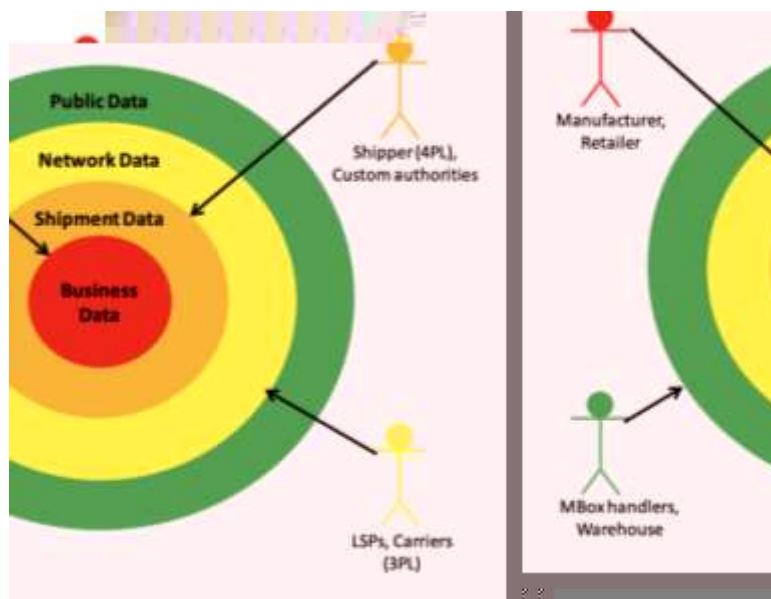 Public Data
Network Data
Shipment Data
Business
Data
Shipper (4PL),
Custom authorities
LSPs, Carriers
(3PL)
Manufacturer,
Retailer
MBox handlers,
Warehouse